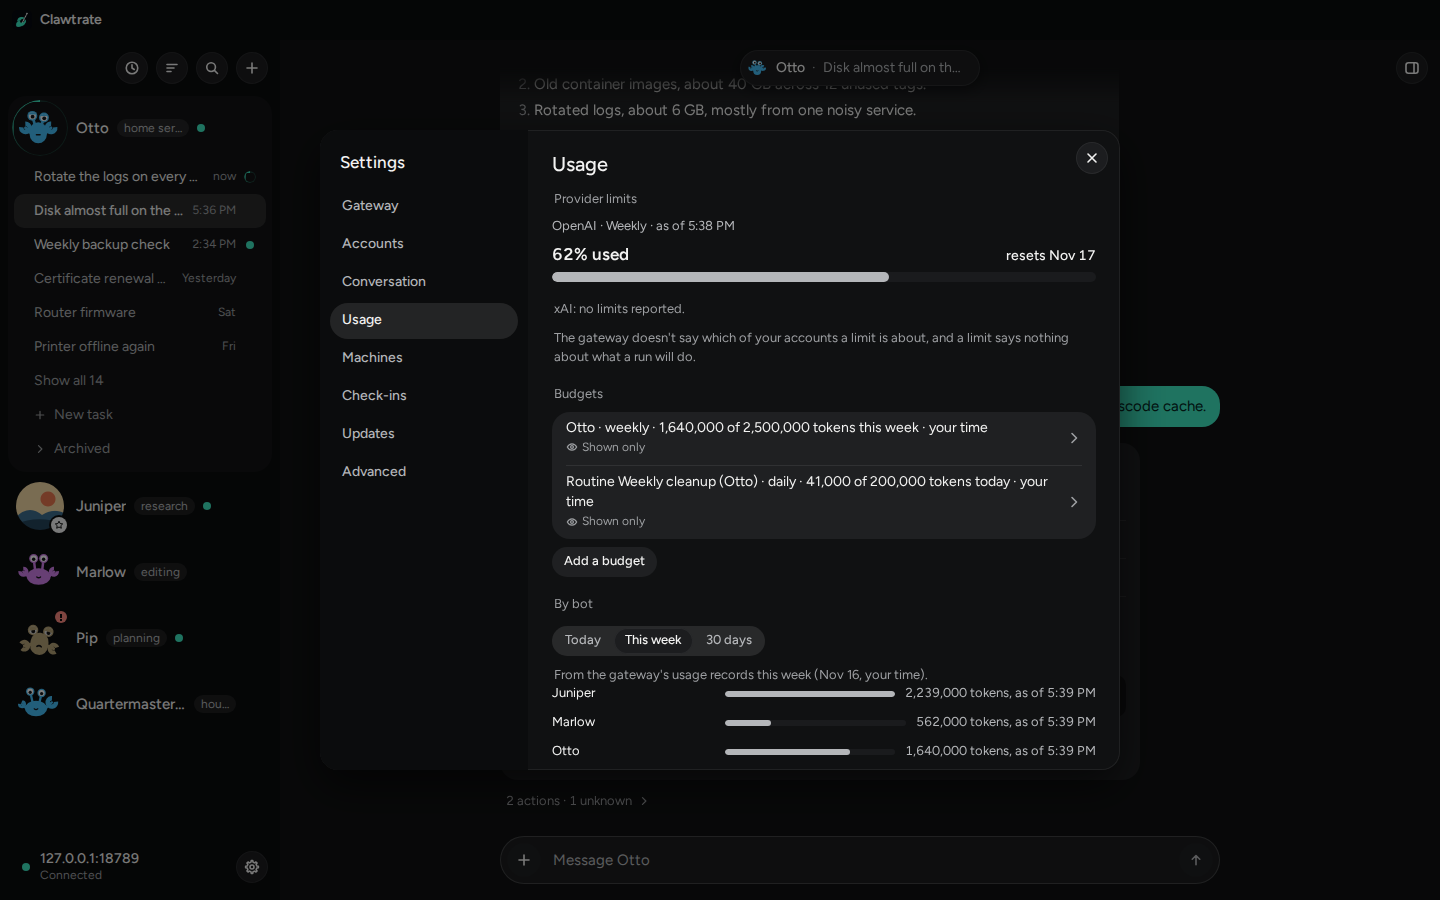 Clawtrate
Otto
home ser...
Rotate the logs on every ...
now
Disk almost full on the ...
5:36 PM
Weekly backup check
2:34 PM
Certificate renewal ...
Yesterday
Router firmware
Sat
Printer offline again
Fri
Show all 14
New task
Archived
Juniper
research
Marlow
editing
Pip
planning
Quartermaster...
hou...
127.0.0.1:18789
Connected
Otto · Disk almost full on th...
2. Old container images, about 40 GB across 12 unused tags.
3. Rotated logs, about 6 GB, mostly from one noisy service.
scode cache.
Settings
Gateway
Accounts
Conversation
Usage
Machines
Check-ins
Updates
Advanced
Usage
Provider limits
OpenAI · Weekly · as of 5:38 PM
62% used
resets Nov 17
xAI: no limits reported.
The gateway doesn't say which of your accounts a limit is about, and a limit says nothing
about what a run will do.
Budgets
Otto · weekly · 1,640,000 of 2,500,000 tokens this week · your time
Shown only
Routine Weekly cleanup (Otto) · daily · 41,000 of 200,000 tokens today · your
time
Shown only
Add a budget
By bot
Today
This week
30 days
From the gateway's usage records this week (Nov 16, your time).
Juniper
2,239,000 tokens, as of 5:39 PM
Marlow
562,000 tokens, as of 5:39 PM
Otto
1,640,000 tokens, as of 5:39 PM
2 actions · 1 unknown
Message Otto